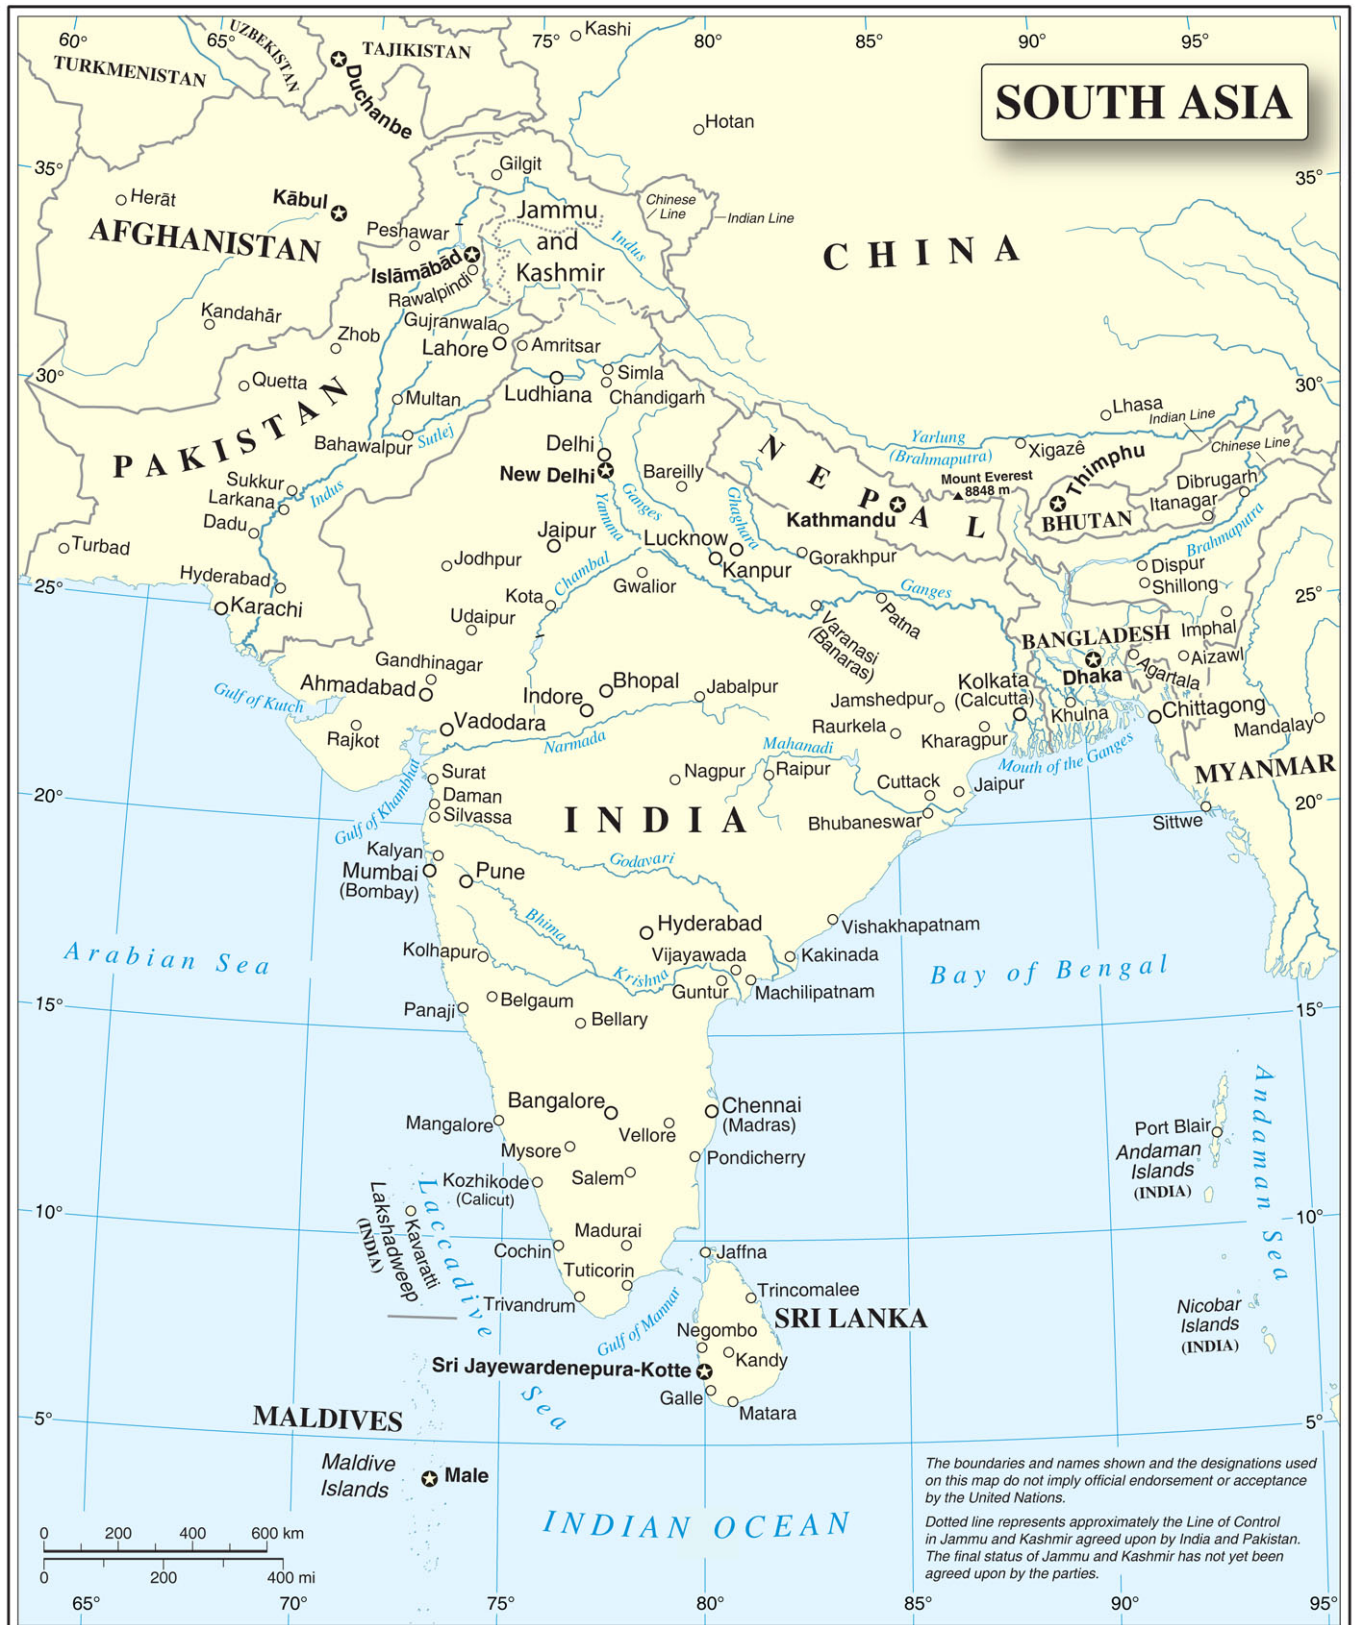 60°
65°
75°
80°
85°
90°
95°
Kashi
UZBEKISTAN
TAJIKISTAN
TURKMENISTAN
Duchanbe
SOUTH ASIA
Hotan
35°
35°
Gilgit
Herāt
Kābul
Chinese
Line
Indian Line
AFGHANISTAN
Peshawar
Jammu
and
Kashmir
Indus
CHINA
Islāmābād
Rawalpindi
Kandahār
Zhob
Gujranwala
Lahore
Amritsar
30°
30°
Quetta
Simla
Ludhiana
Chandigarh
Multan
Lhasa
Indian Line
PAKISTAN
Bahawalpur
Sutlej
Delhi
New Delhi
Bareilly
NEPAL
Yarlung
(Brahmaputra)
Xigazê
Chinese Line
Thimphu
Mount Everest
8848 m
Dibrugarh
Itanagar
Sukkur
Larkana
Indus
Dadu
Yamuna
Ganges
Ghaghara
Kathmandu
BHUTAN
Turbad
Jaipur
Lucknow
Kanpur
Gorakhpur
Brahmaputra
Jodhpur
Chambal
Dispur
Shillong
Hyderabad
25°
25°
Karachi
Kota
Gwalior
Ganges
Udaipur
Varanasi
(Banaras)
Patna
BANGLADESH
Imphal
Gandhinagar
Ahmadabad
Dhaka
Agartala
Aizawl
Gulf of Kutch
Indore
Bhopal
Jabalpur
Jamshedpur
Kolkata
(Calcutta)
Khulna
Chittagong
Rajkot
Vadodara
Narmada
Raurkela
Kharagpur
Mandalay
Mahanadi
Mouth of the Ganges
MYANMAR
Surat
Nagpur
Raipur
Cuttack
Jaipur
20°
20°
Daman
Silvassa
Gulf of Khambhat
INDIA
Bhubaneswar
Sittwe
Kalyan
Mumbai
(Bombay)
Pune
Godavari
Bhima
Hyderabad
Vishakhapatnam
Arabian Sea
Kolhapur
Krishna
Vijayawada
Kakinada
Bay of Bengal
Guntur
Machilipatnam
15°
15°
Panaji
Belgaum
Bellary
Bangalore
Chennai
(Madras)
Mangalore
Vellore
Port Blair
Andaman
Islands
(INDIA)
Andaman Sea
Mysore
Pondicherry
Kozhikode
(Calicut)
Salem
10°
10°
Laccadive
Sea
Kavaratti
Lakshadweep
(INDIA)
Madurai
Cochin
Jaffna
Tuticorin
Trivandrum
Gulf of Mannar
Trincomalee
SRI LANKA
Nicobar
Islands
(INDIA)
Negombo
Kandy
Sri Jayewardenepura-Kotte
Galle
Matara
5°
5°
MALDIVES
Maldive
Islands
Male
INDIAN OCEAN
The boundaries and names shown and the designations used
on this map do not imply official endorsement or acceptance
by the United Nations.
Dotted line represents approximately the Line of Control
in Jammu and Kashmir agreed upon by India and Pakistan.
The final status of Jammu and Kashmir has not yet been
agreed upon by the parties.
0 200 400 600 km
0 200 400 mi
65°
70°
75°
80°
85°
90°
95°